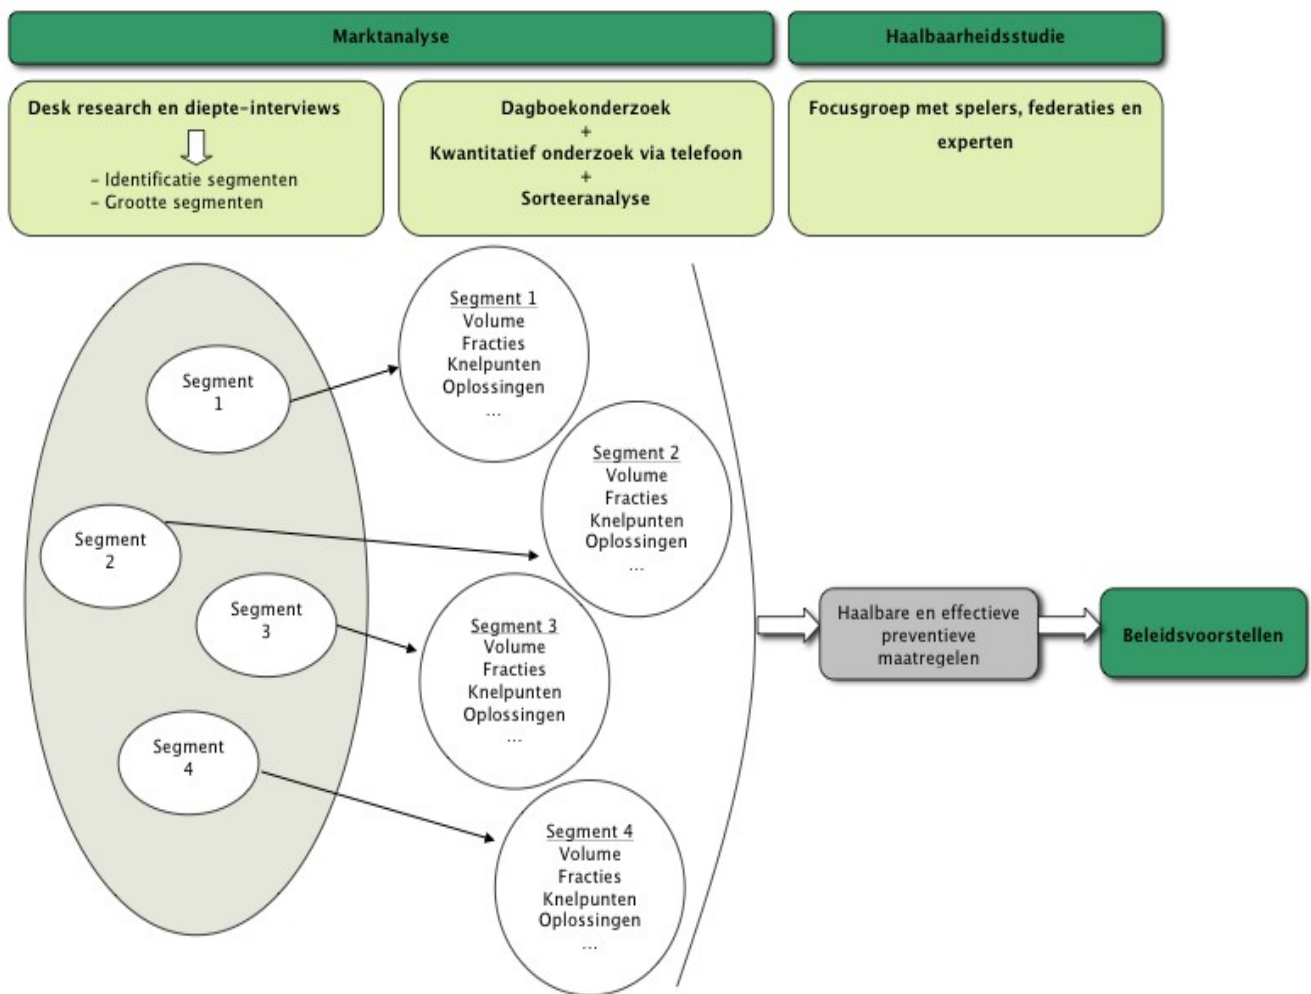 Marktanalyse
Haalbaarheidsstudie
Desk research en diepte-interviews
- Identificatie segmenten
- Grootte segmenten
Dagboekonderzoek
+
Kwantitatief onderzoek via telefoon
+
Sorteeranalyse
Focusgroep met spelers, federaties en
experten
Segment
1
Segment
2
Segment
3
Segment
4
Segment 1
Volume
Fracties
Knelpunten
Oplossingen
...
Segment 2
Volume
Fracties
Knelpunten
Oplossingen
...
Segment 3
Volume
Fracties
Knelpunten
Oplossingen
...
Segment 4
Volume
Fracties
Knelpunten
Oplossingen
...
Haalbare en effectieve
preventieve
maatregelen
Beleidsvoorstellen